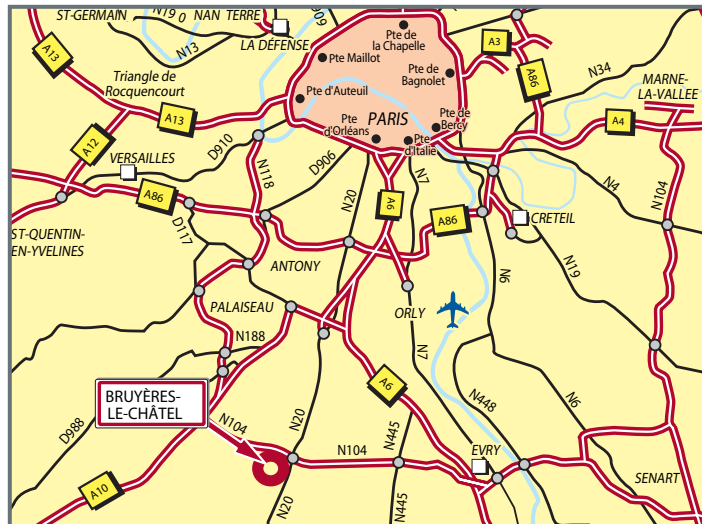 ST-GERMAIN
N190
NAN TERRE
N13
LA DÉFENSE
909
Pte de
la Chapelle
Pte Maillot
Pte de
Bagnolet
Pte d'Auteuil
Pte
d'Orléans
PARIS
Pte de
Bercy
Pte
d'Italie
A3
A86
N34
MARNE-
LA-VALLEE
A13
Triangle de
Rocquencourt
A13
A4
A12
VERSAILLES
D910
N118
D906
N20
A6
N7
A86
CRETEIL
N4
N104
A86
D117
ST-QUENTIN-
EN-YVELINES
ANTONY
N19
N6
PALAISEAU
ORLY
N188
N7
A6
N448
N6
BRUYÈRES-
LE-CHÂTEL
D988
N104
N20
N104
N445
EVRY
SENART
A10
N20
N445